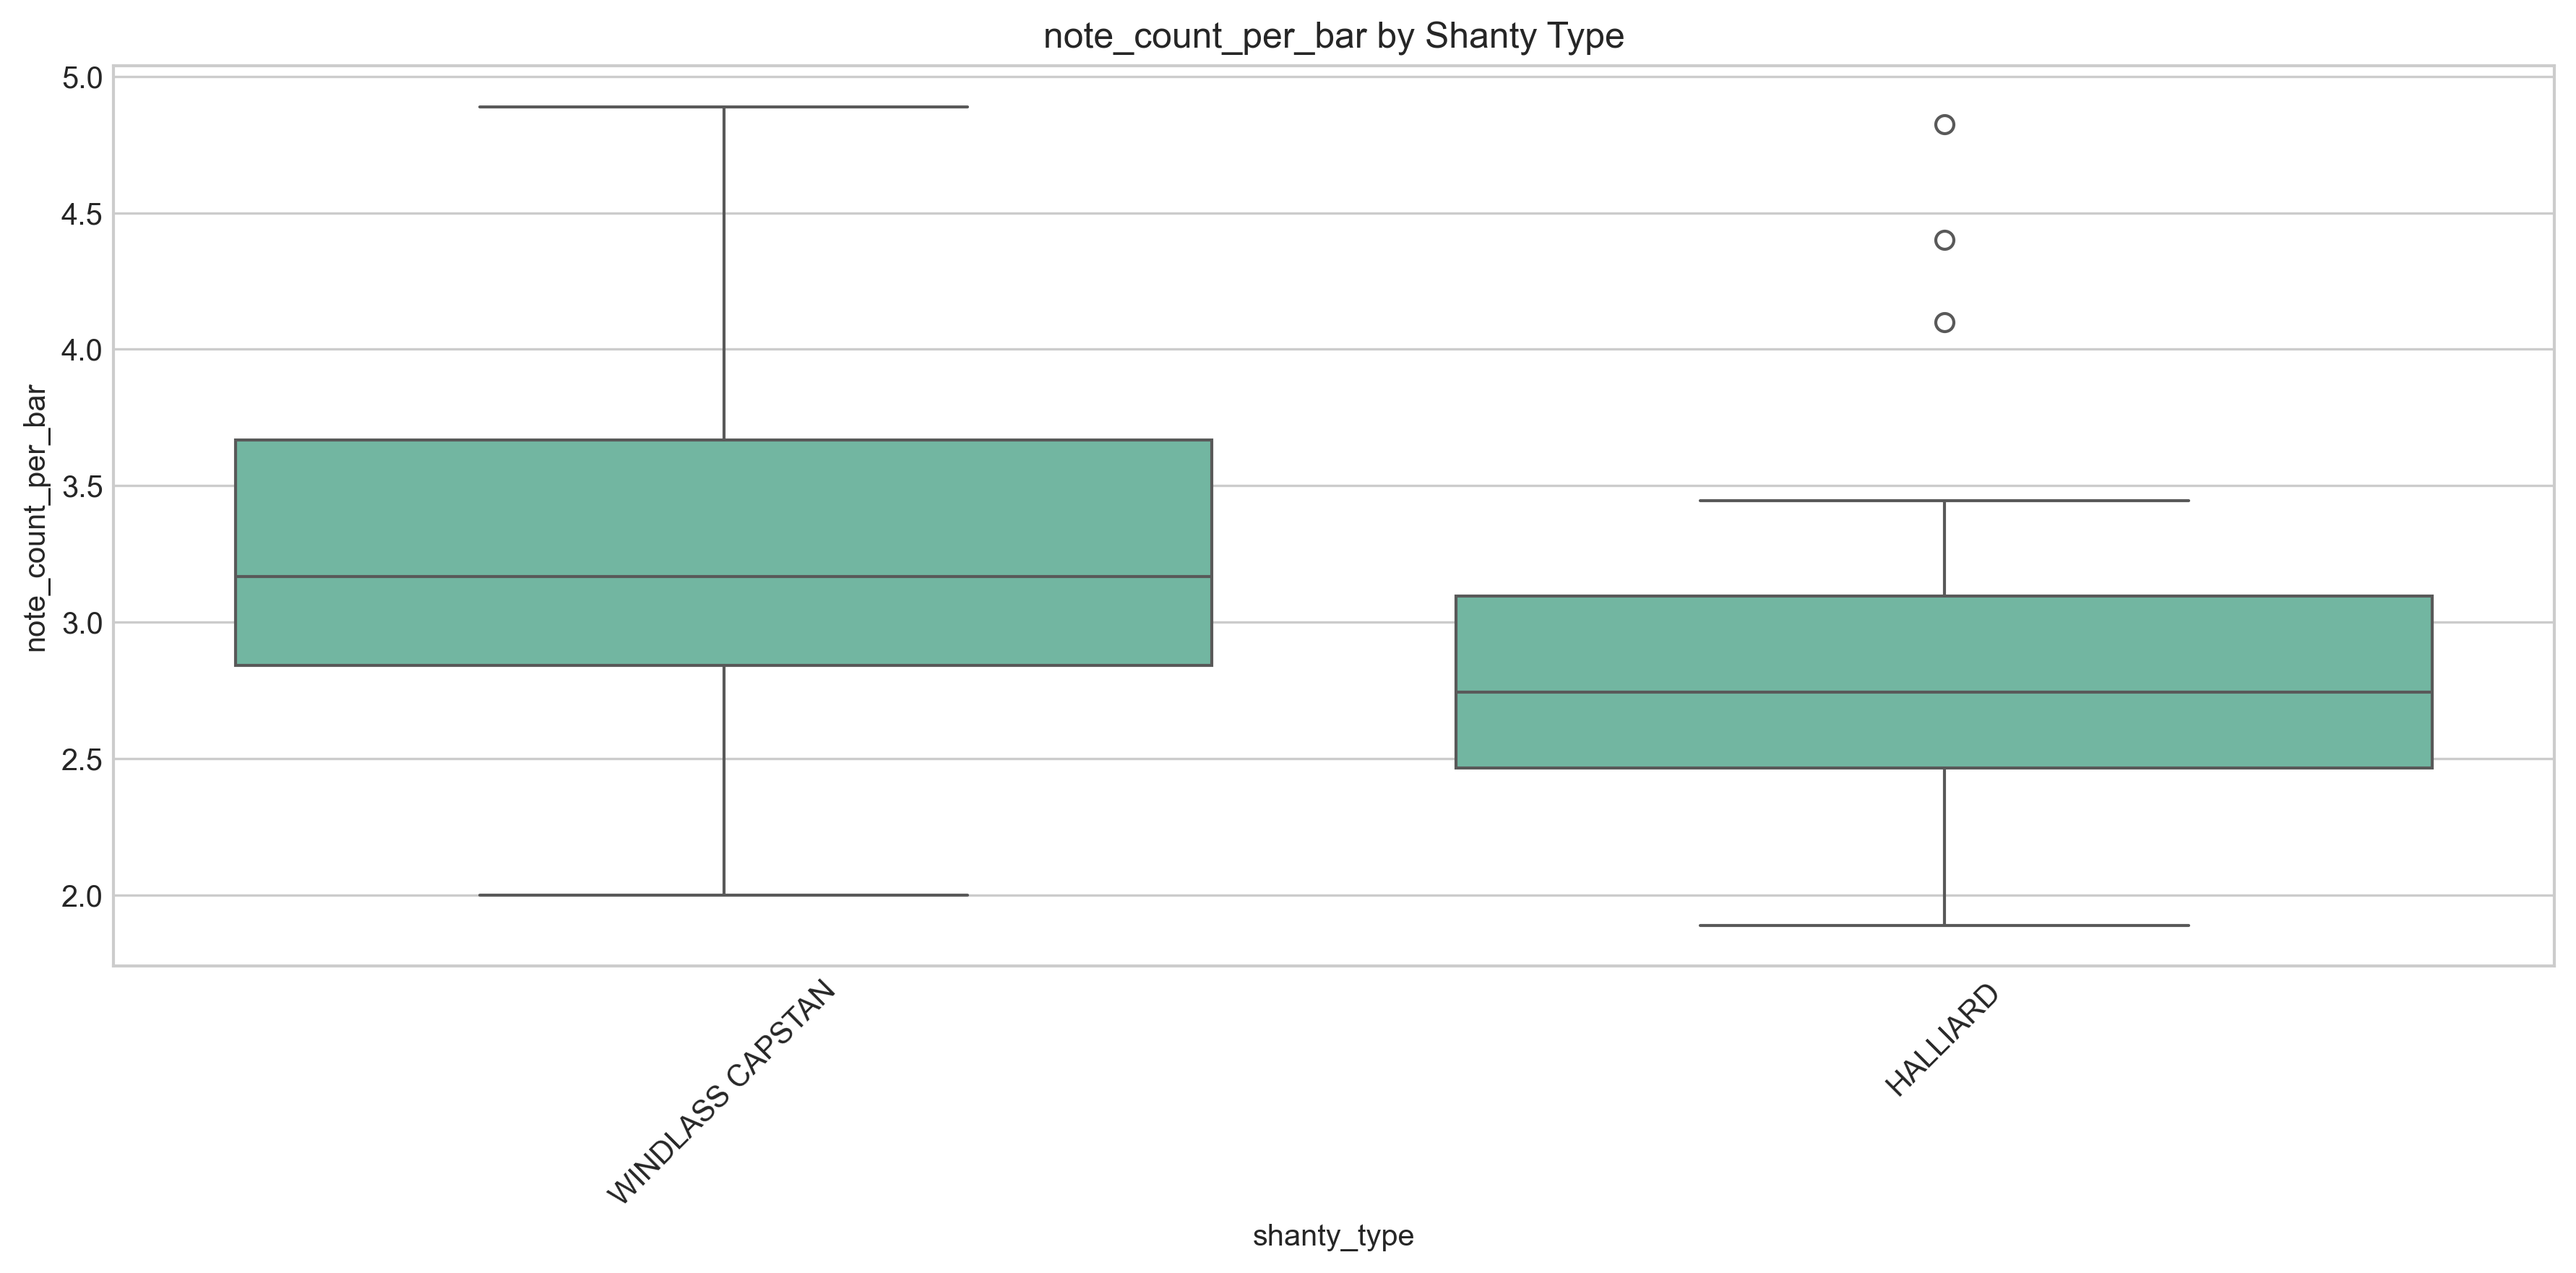 note_count_per_bar by Shanty Type
note_count_per_bar
5.0
4.5
4.0
3.5
3.0
2.5
2.0
WINDLASS CAPSTAN
HALLIARD
shanty_type